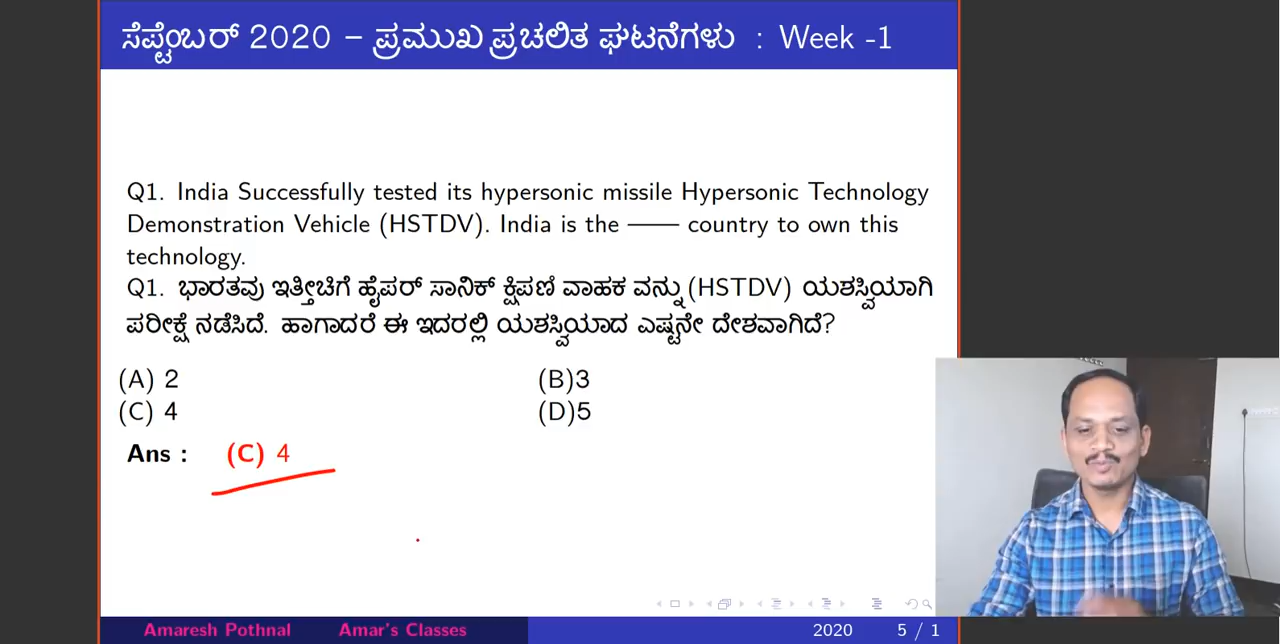 ಸೆಪ್ಟೆಂಬರ್ 2020 – ಪ್ರಮುಖ ಪ್ರಚಲಿತ ಘಟನೆಗಳು : Week -1
Q1. India Successfully tested its hypersonic missile Hypersonic Technology
Demonstration Vehicle (HSTDV). India is the —— country to own this
technology.
Q1. ಭಾರತವು ಇತ್ತೀಚಿಗೆ ಹೈಪರ್ ಸಾನಿಕ್ ಕ್ಷಿಪಣಿ ವಾಹಕ ವನ್ನು (HSTDV) ಯಶಸ್ವಿಯಾಗಿ
ಪರೀಕ್ಷೆ ನಡೆಸಿದೆ. ಹಾಗಾದರೆ ಈ ಇದರಲ್ಲಿ ಯಶಸ್ವಿಯಾದ ಎಷ್ಟನೇ ದೇಶವಾಗಿದೆ?
(A) 2 (B)3
(C) 4 (D)5
Ans : (C) 4
Amaresh Pothnal Amar's Classes 2020 5 / 1